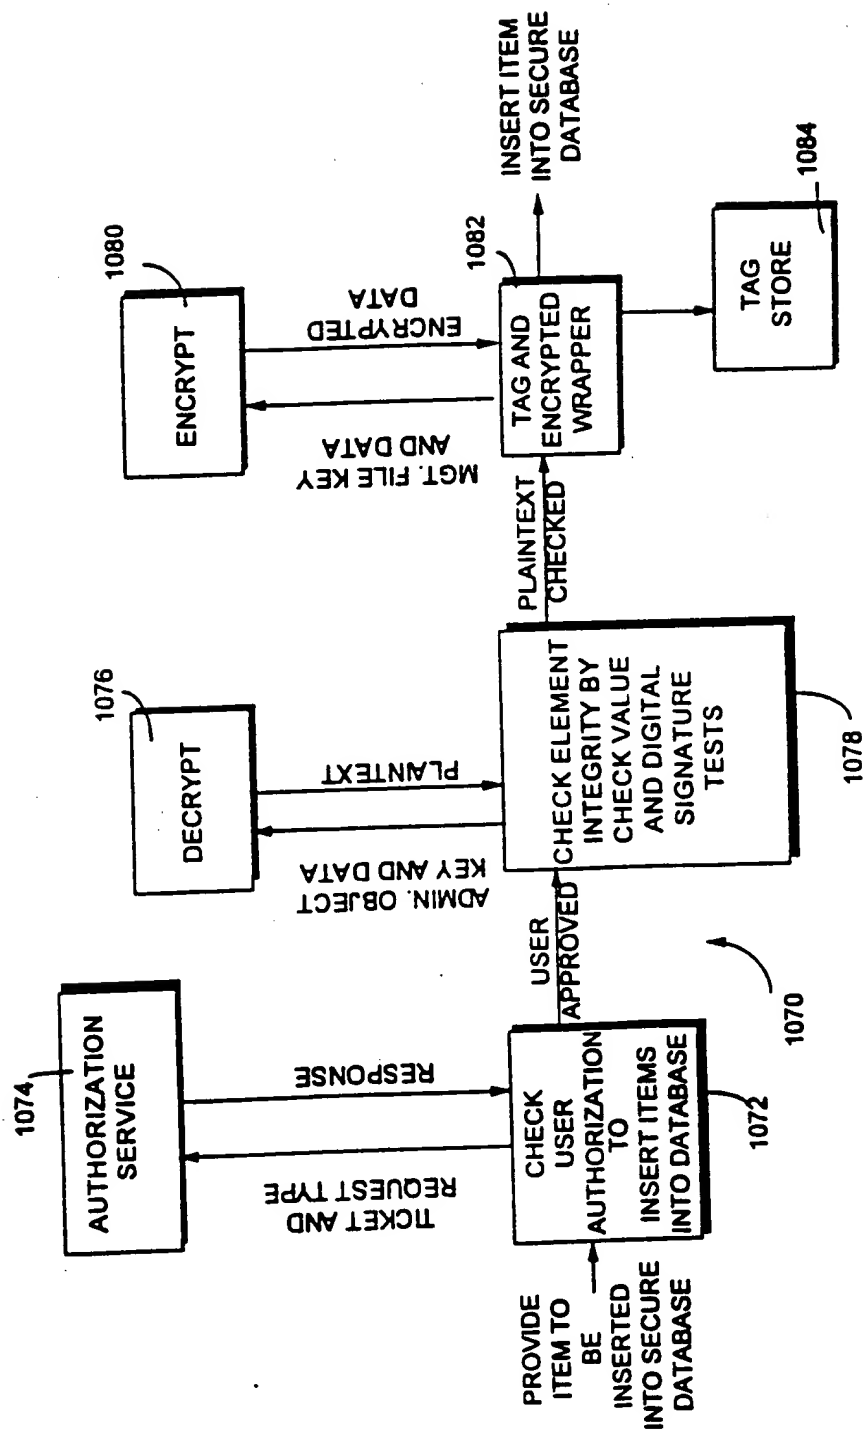 PROVIDE
ITEM TO
BE
INSERTED
INTO SECURE
DATABASE
CHECK
USER
AUTHORIZATION
TO
INSERT ITEMS
INTO DATABASE
1072
TICKET AND
REQUEST TYPE
RESPONSE
AUTHORIZATION
SERVICE
1074
USER
APPROVED
1070
CHECK ELEMENT
INTEGRITY BY
CHECK VALUE
AND DIGITAL
SIGNATURE
TESTS
1078
ADMIN. OBJECT
KEY AND DATA
PLAINTEXT
DECRYPT
1076
PLAINTEXT
CHECKED
TAG AND
ENCRYPTED
WRAPPER
1082
MGT. FILE KEY
AND DATA
ENCRYPTED
DATA
ENCRYPT
1080
TAG
STORE
1084
INSERT ITEM
INTO SECURE
DATABASE